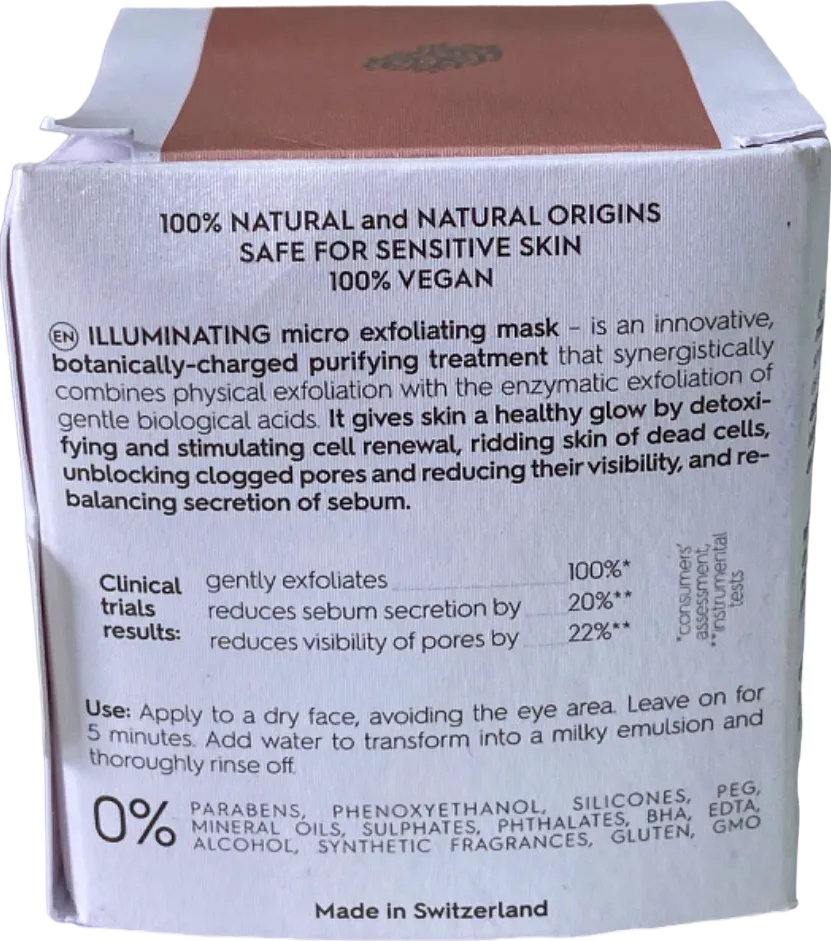 100% NATURAL and NATURAL ORIGINS
SAFE FOR SENSITIVE SKIN
100% VEGAN
EN ILLUMINATING micro exfoliating mask – is an innovative,
botanically-charged purifying treatment that synergistically
combines physical exfoliation with the enzymatic exfoliation of
gentle biological acids. It gives skin a healthy glow by detoxi-
fying and stimulating cell renewal, ridding skin of dead cells,
unblocking clogged pores and reducing their visibility, and re-
balancing secretion of sebum.
Clinical
trials
results:
gently exfoliates 100%*
reduces sebum secretion by 20%**
reduces visibility of pores by 22%**
*consumers'
assessment,
**instrumental
tests
Use: Apply to a dry face, avoiding the eye area. Leave on for
5 minutes. Add water to transform into a milky emulsion and
thoroughly rinse off.
0% PARABENS, PHENOXYETHANOL, SILICONES, PEG,
MINERAL OILS, SULPHATES, PHTHALATES, BHA, EDTA,
ALCOHOL, SYNTHETIC FRAGRANCES, GLUTEN, GMO
Made in Switzerland